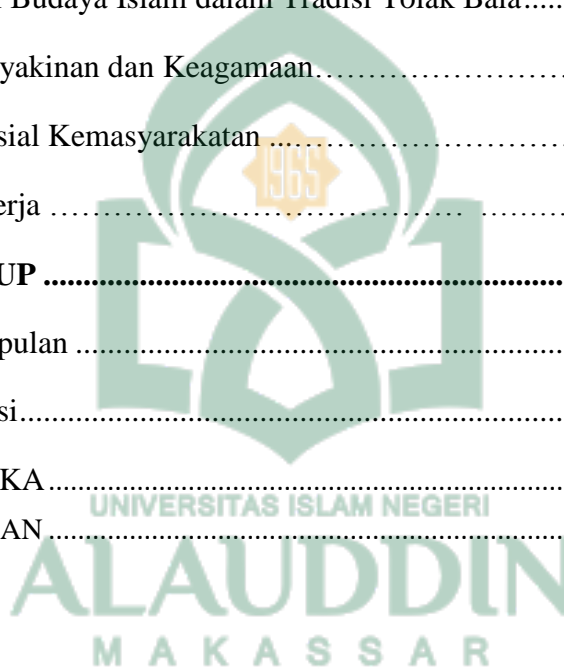 Budaya Islam dalam Tradisi Tolak Bala.....
yakinan dan Keagamaan…………………
sial Kemasyarakatan ...……………………
1965
erja ……………………………………… …………
UP ..............................................................
pulan ..........................................................
si..................................................................
KA ..............................................................
UNIVERSITAS ISLAM NEGERI
AN ..............................................................
ALAUDDIN
MAKASSAR